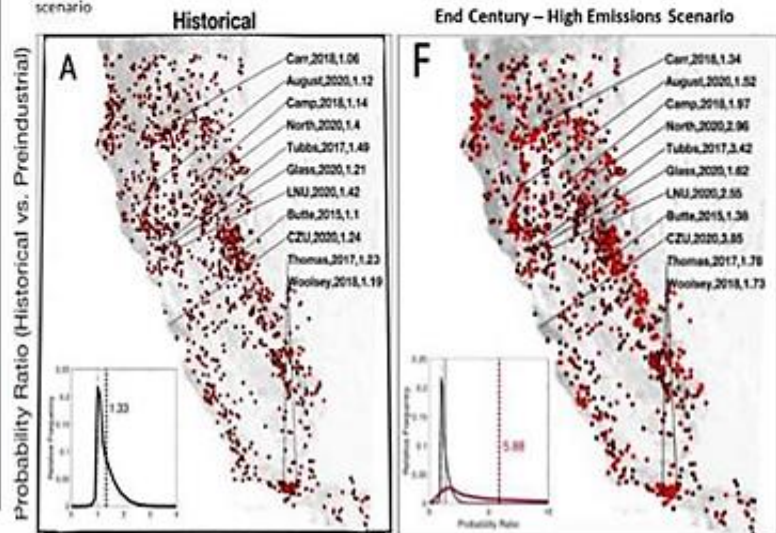 scenario
Historical
End Century – High Emissions Scenario
Probability Ratio (Historical vs. Preindustrial)
A
Carr,2018,1.06
August,2020,1.12
Camp,2018,1.14
North,2020,1.4
Tubbs,2017,1.49
Glass,2020,1.21
LNU,2020,1.42
Butte,2015,1.1
CZU,2020,1.24
Thomas,2017,1.23
Woolsey,2018,1.19
Relative Frequency
1.33
F
Carr,2018,1.34
August,2020,1.52
Camp,2018,1.97
North,2020,2.96
Tubbs,2017,3.42
Glass,2020,1.62
LNU,2020,2.55
Butte,2015,1.38
CZU,2020,3.85
Thomas,2017,1.78
Woolsey,2018,1.73
Relative Frequency
5.88
Probability Ratio